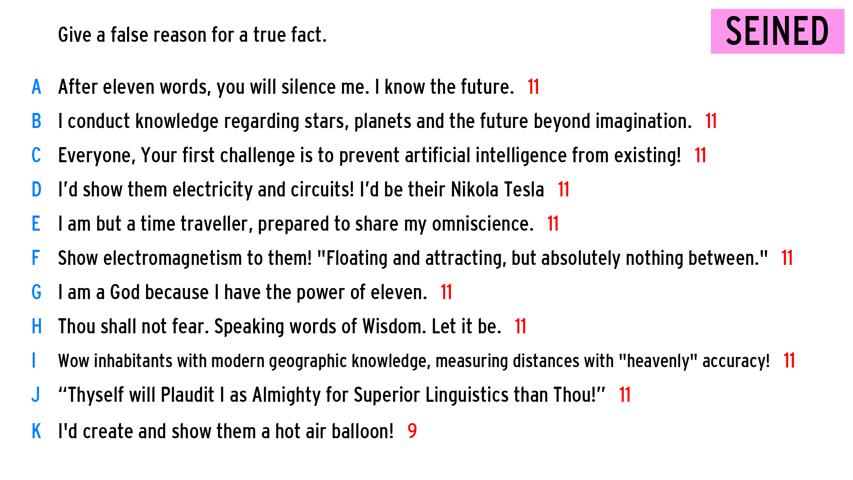 Give a false reason for a true fact.
SEINED
A After eleven words, you will silence me. I know the future. 11
B I conduct knowledge regarding stars, planets and the future beyond imagination. 11
C Everyone, Your first challenge is to prevent artificial intelligence from existing! 11
D I'd show them electricity and circuits! I'd be their Nikola Tesla 11
E I am but a time traveller, prepared to share my omniscience. 11
F Show electromagnetism to them! "Floating and attracting, but absolutely nothing between." 11
G I am a God because I have the power of eleven. 11
H Thou shall not fear. Speaking words of Wisdom. Let it be. 11
I Wow inhabitants with modern geographic knowledge, measuring distances with "heavenly" accuracy! 11
J “Thyself will Plaudit I as Almighty for Superior Linguistics than Thou!” 11
K I'd create and show them a hot air balloon! 9